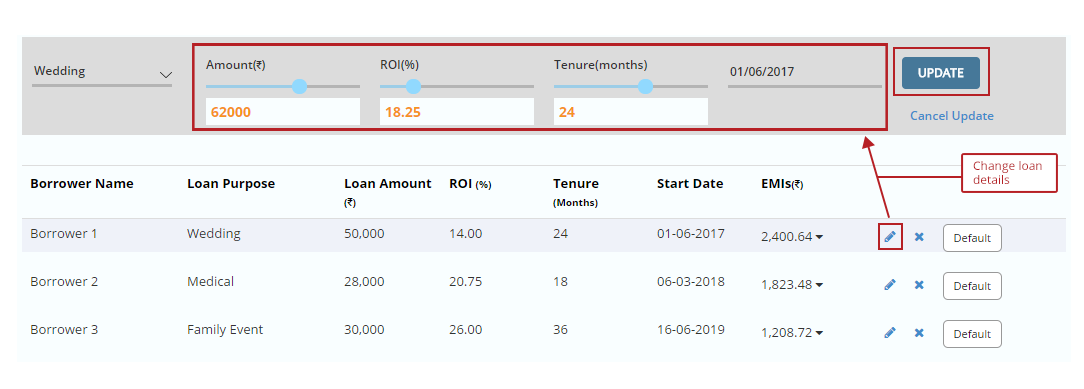 Wedding
Amount(₹) ROI(%) Tenure(months) 01/06/2017 UPDATE
62000 18.25 24
Cancel Update
Change loan
details
Borrower Name Loan Purpose Loan Amount ROI (%) Tenure Start Date EMIs(₹)
(₹) (Months)
Borrower 1 Wedding 50,000 14.00 24 01-06-2017 2,400.64 Default
Borrower 2 Medical 28,000 20.75 18 06-03-2018 1,823.48 Default
Borrower 3 Family Event 30,000 26.00 36 16-06-2019 1,208.72 Default